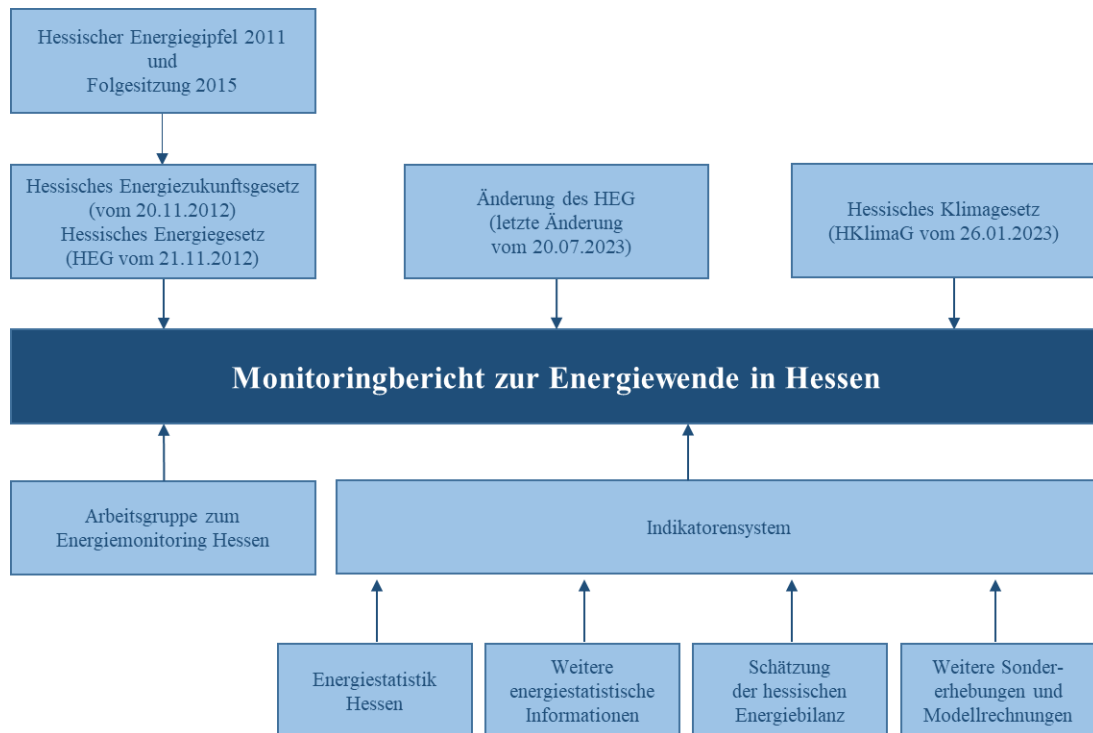 Hessischer Energiegipfel 2011
und
Folgesitzung 2015
Hessisches Energiezukunftsgesetz
(vom 20.11.2012)
Hessisches Energiegesetz
(HEG vom 21.11.2012)
Änderung des HEG
(letzte Änderung
vom 20.07.2023)
Hessisches Klimagesetz
(HKlimaG vom 26.01.2023)
Monitoringbericht zur Energiewende in Hessen
Arbeitsgruppe zum
Energiemonitoring Hessen
Indikatorensystem
Energiestatistik
Hessen
Weitere
energiestatistische
Informationen
Schätzung
der hessischen
Energiebilanz
Weitere Sonder-
erhebungen und
Modellrechnungen